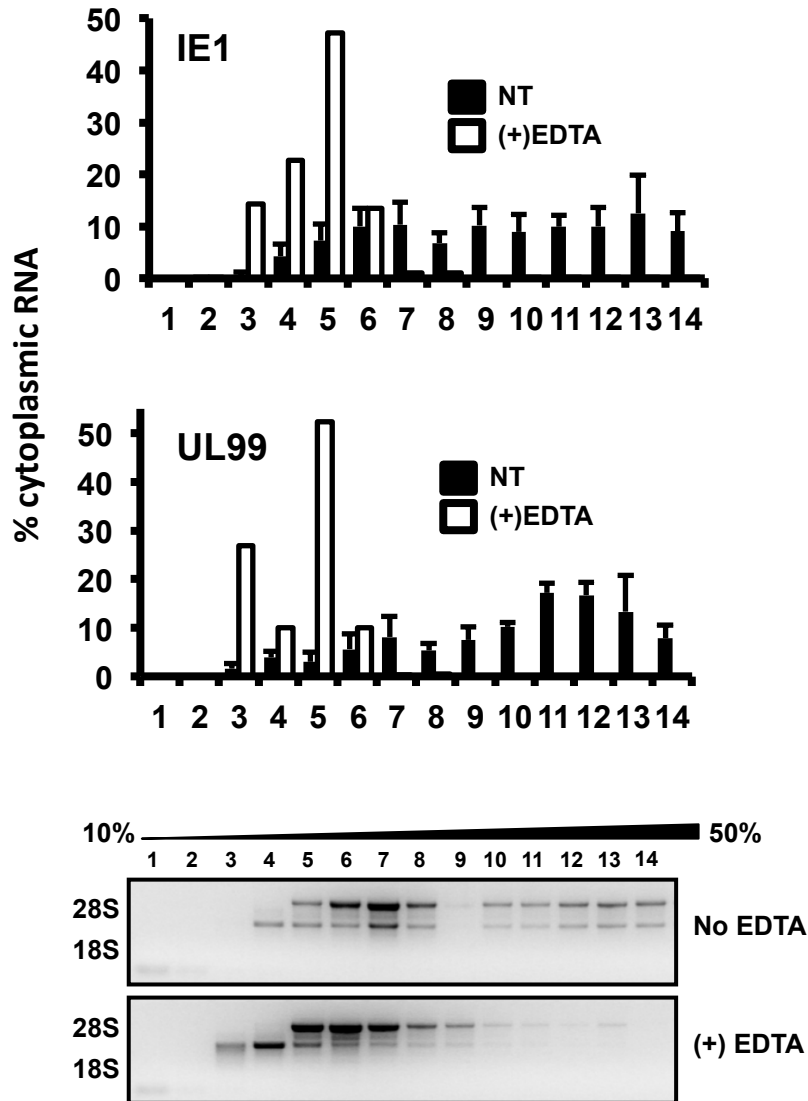 % cytoplasmic RNA
IE1
NT
(+)EDTA
50
40
30
20
10
0
1 2 3 4 5 6 7 8 9 10 11 12 13 14
UL99
NT
(+)EDTA
50
40
30
20
10
0
1 2 3 4 5 6 7 8 9 10 11 12 13 14
10% 50%
1 2 3 4 5 6 7 8 9 10 11 12 13 14
28S
18S
No EDTA
28S
18S
(+) EDTA